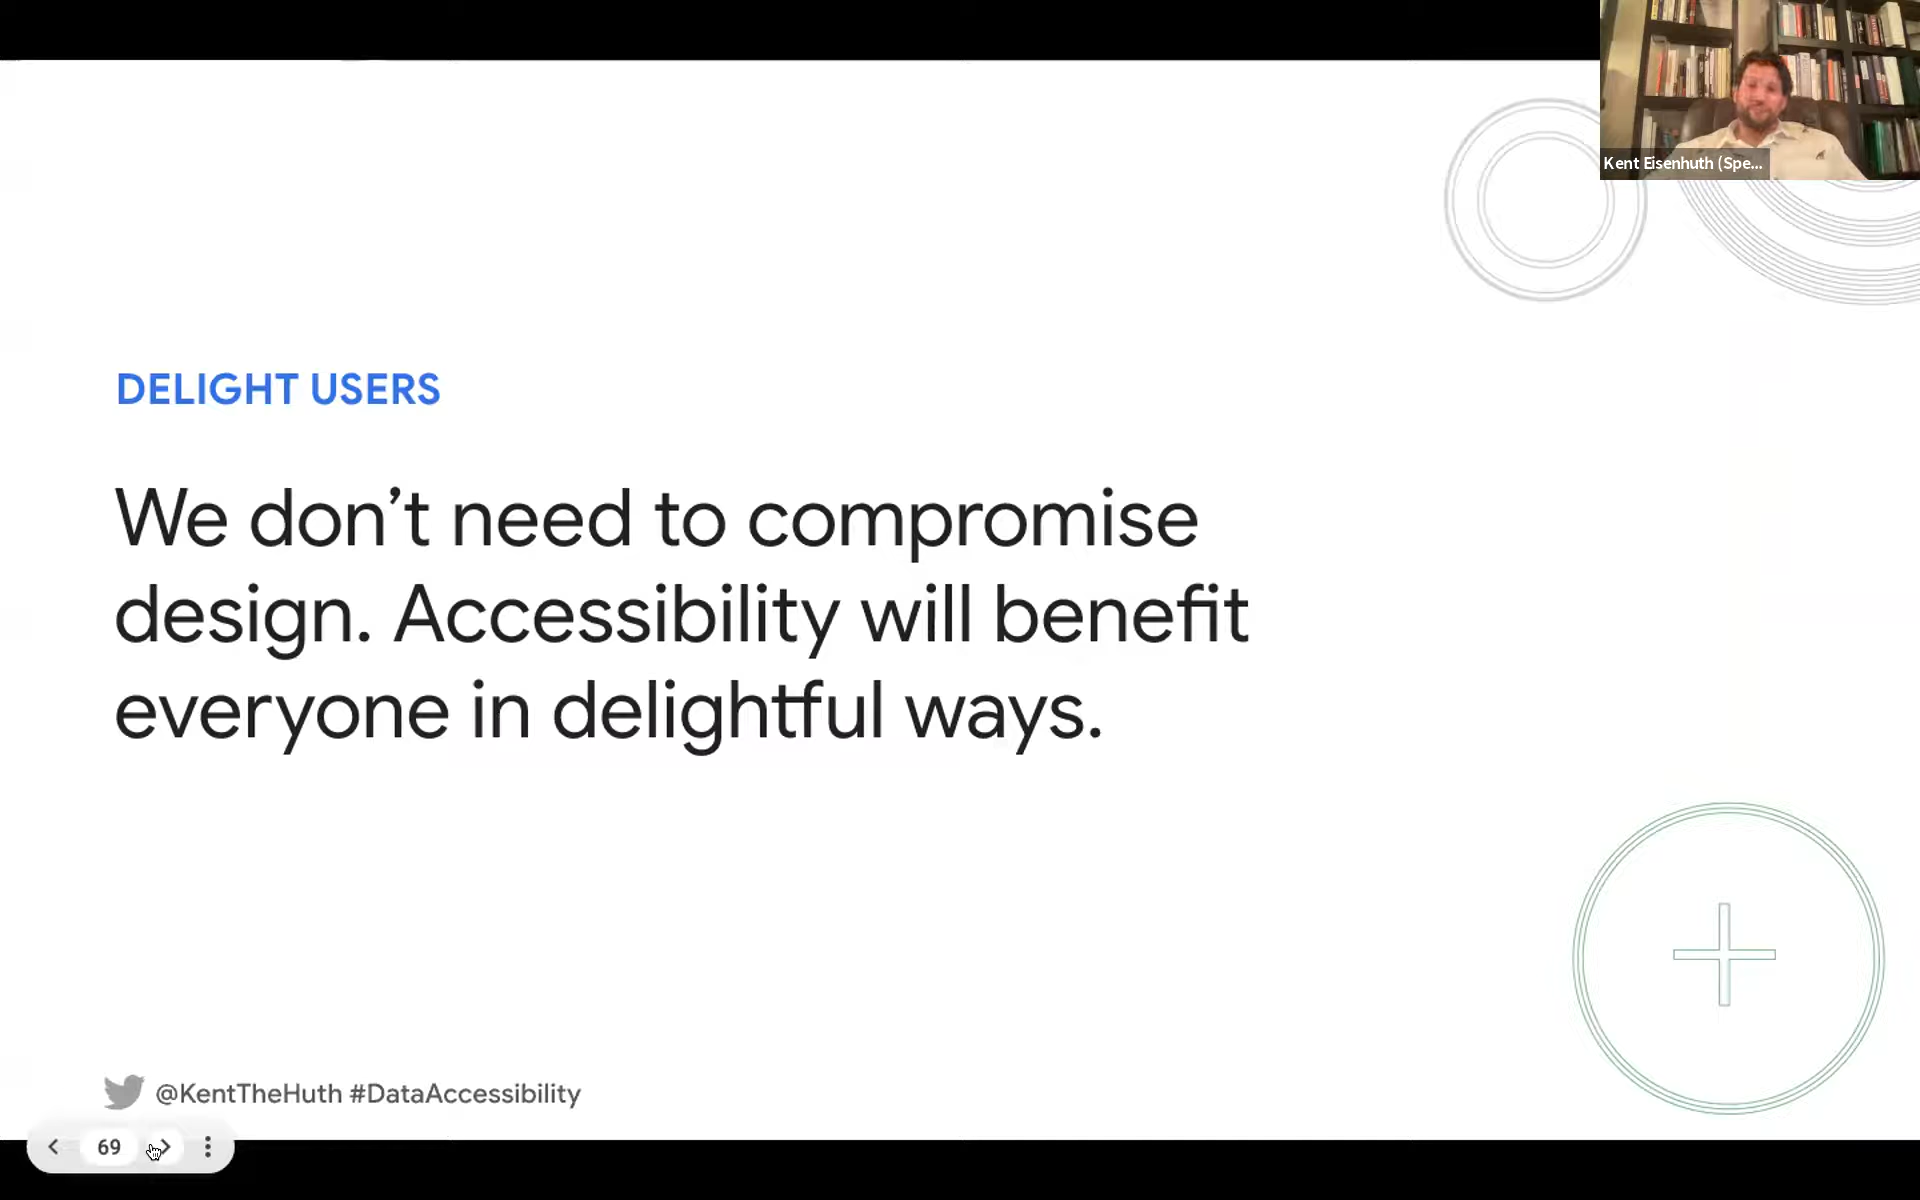 Kent Eisenhuth (Spe...
DELIGHT USERS
We don’t need to compromise
design. Accessibility will benefit
everyone in delightful ways.
@KentTheHuth #DataAccessibility
69